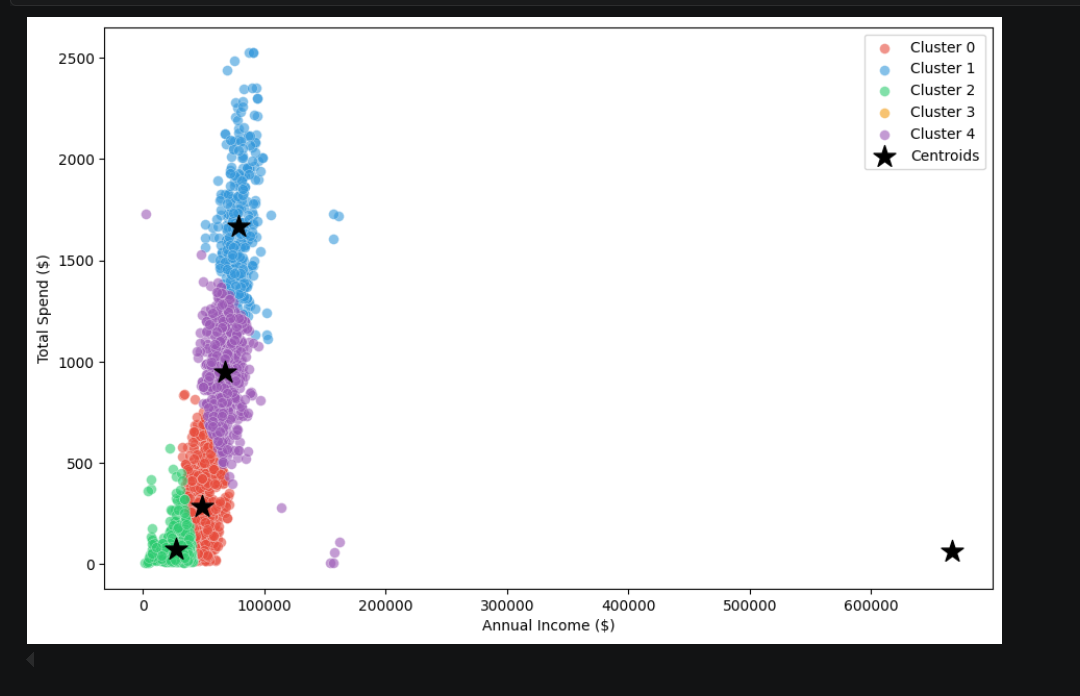 2500
2000
1500
1000
500
0
Total Spend ($)
0
100000
200000
300000
400000
500000
600000
Annual Income ($)
Cluster 0
Cluster 1
Cluster 2
Cluster 3
Cluster 4
Centroids